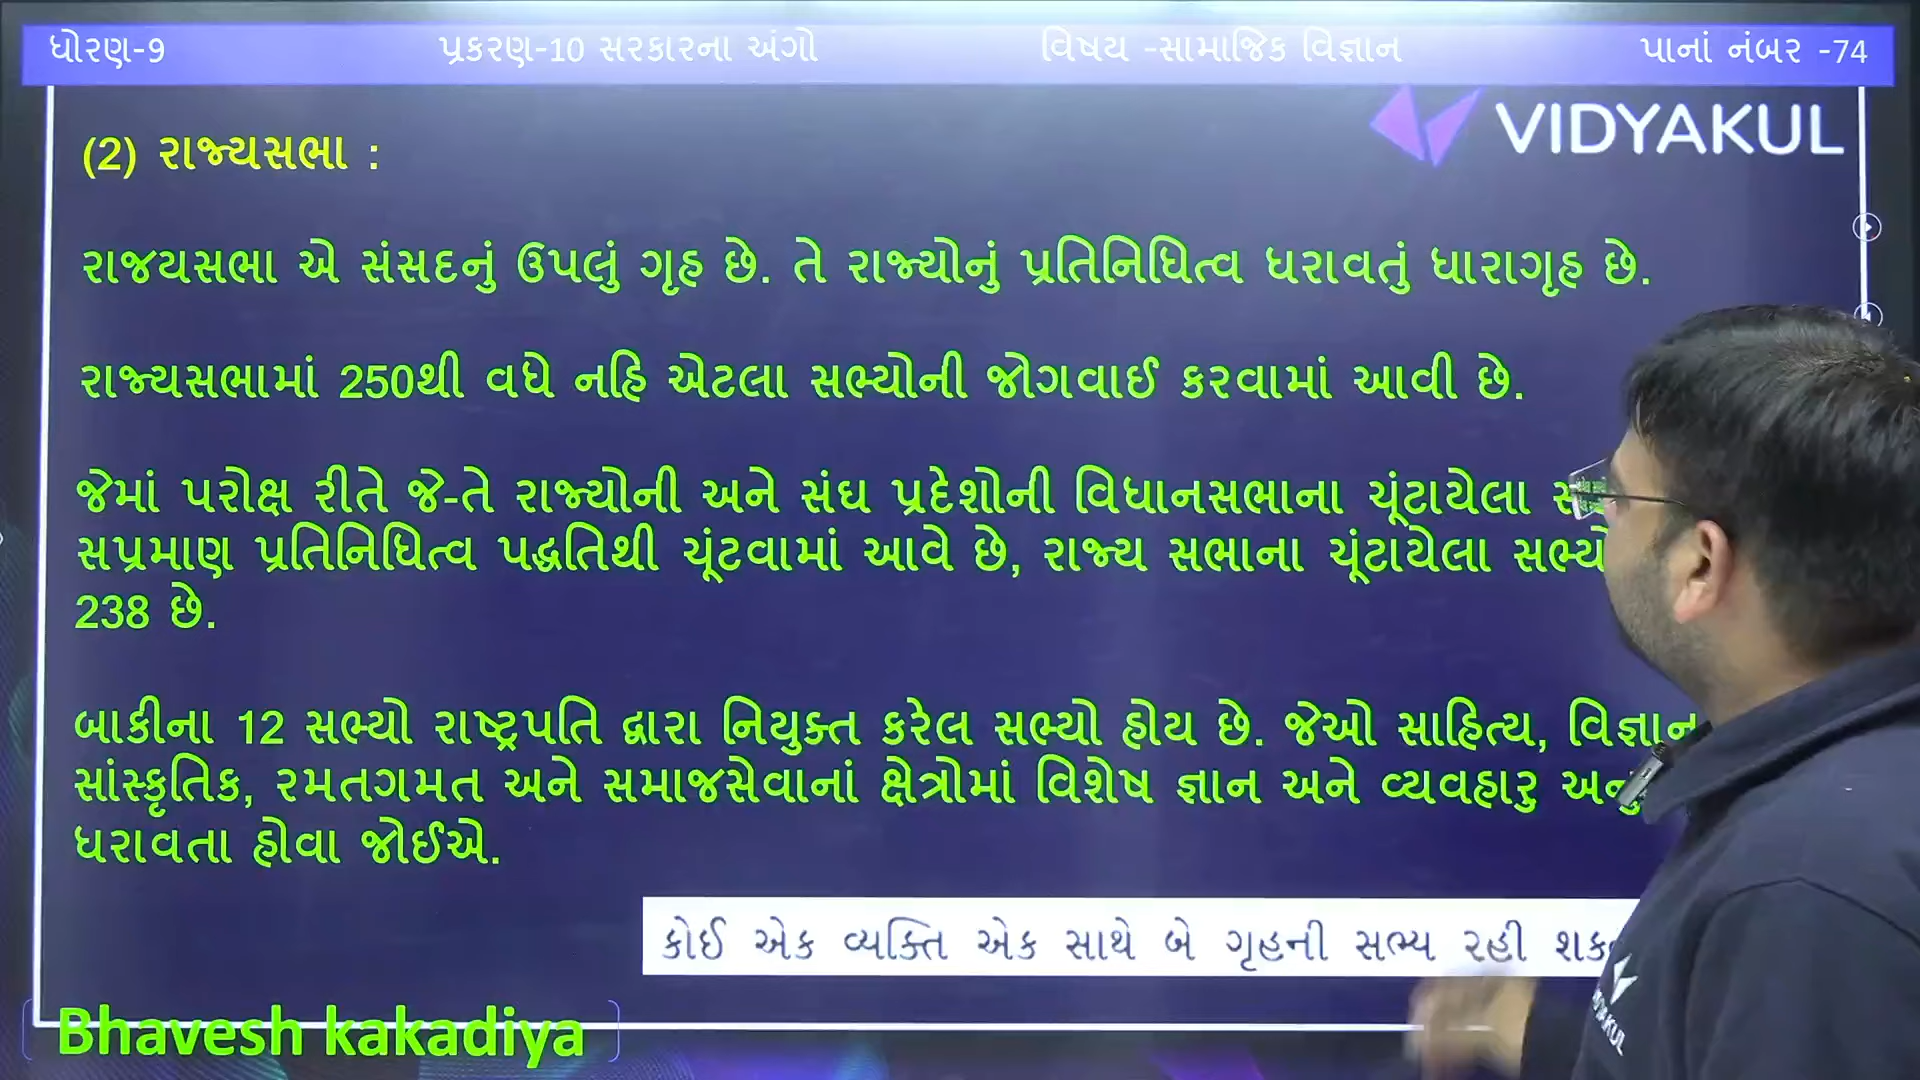 ધોરણ-9 પ્રકરણ-10 સરકારના અંગો વિષય -સામાજિક વિજ્ઞાન પાનાં નંબર -74
VIDYAKUL
(2) રાજ્યસભા :
રાજયસભા એ સંસદનું ઉપલું ગૃહ છે. તે રાજ્યોનું પ્રતિનિધિત્વ ધરાવતું ધારાગૃહ છે.
રાજ્યસભામાં 250થી વધે નહિ એટલા સભ્યોની જોગવાઈ કરવામાં આવી છે.
જેમાં પરોક્ષ રીતે જે-તે રાજ્યોની અને સંઘ પ્રદેશોની વિધાનસભાના ચૂંટાયેલા
સપ્રમાણ પ્રતિનિધિત્વ પદ્ધતિથી ચૂંટવામાં આવે છે, રાજ્ય સભાના ચૂંટાયેલા
238 છે.
બાકીના 12 સભ્યો રાષ્ટ્રપતિ દ્વારા નિયુક્ત કરેલ સભ્યો હોય છે. જેઓ સાહિત્ય, વિજ્ઞાન
સાંસ્કૃતિક, રમતગમત અને સમાજસેવાનાં ક્ષેત્રોમાં વિશેષ જ્ઞાન અને વ્યવહારુ
ધરાવતા હોવા જોઈએ.
કોઈ એક વ્યક્તિ એક સાથે બે ગૃહની સભ્ય રહી
Bhavesh kakadiya